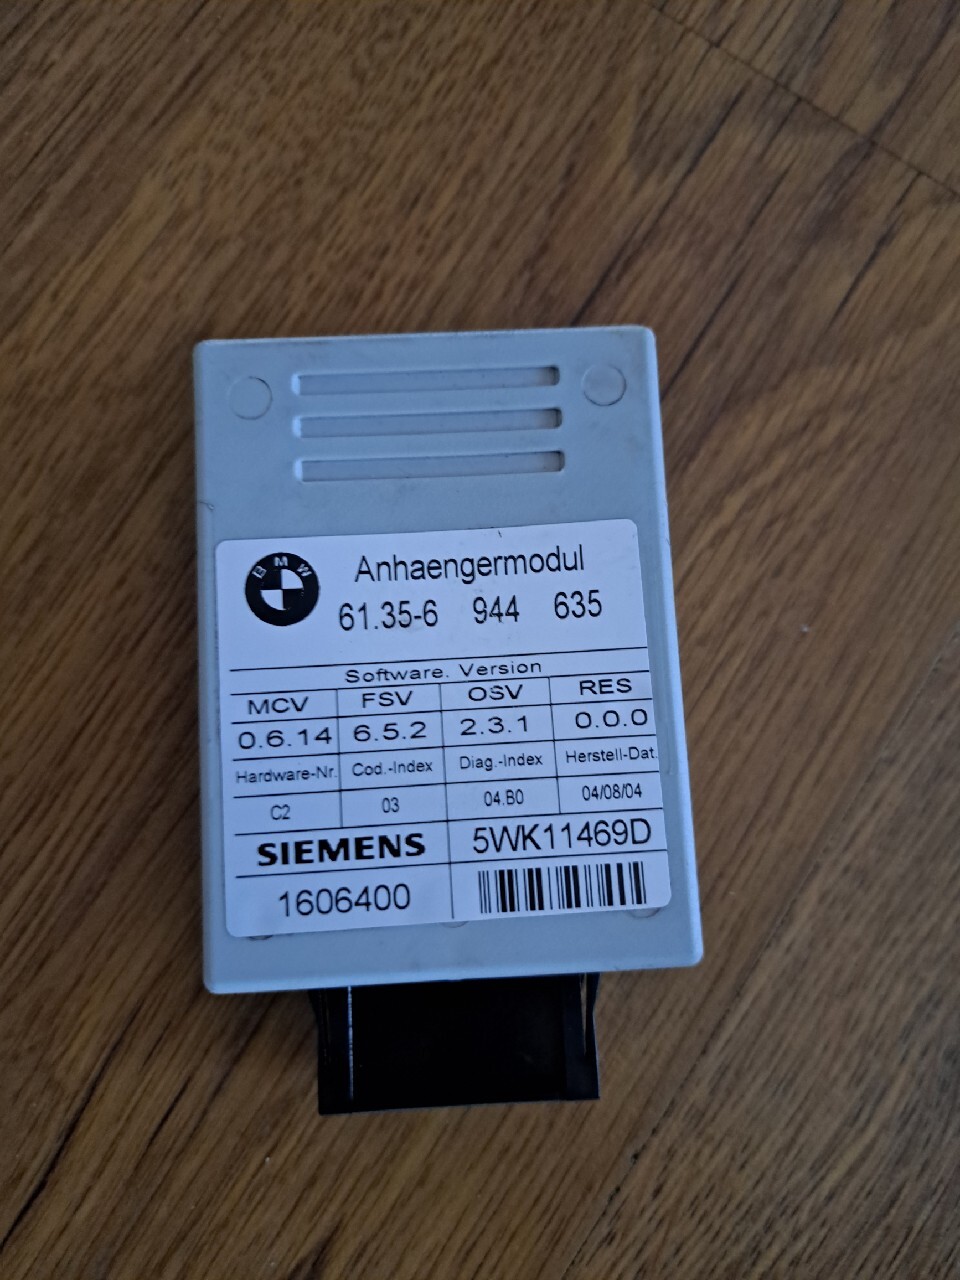 BMW
Anhaengermodul
61.35-6 944 635
Software. Version
MCV FSV OSV RES
0.6.14 6.5.2 2.3.1 0.0.0
Hardware-Nr. Cod.-Index Diag.-Index Herstell-Dat.
C2 03 04.B0 04/08/04
SIEMENS 5WK11469D
1606400